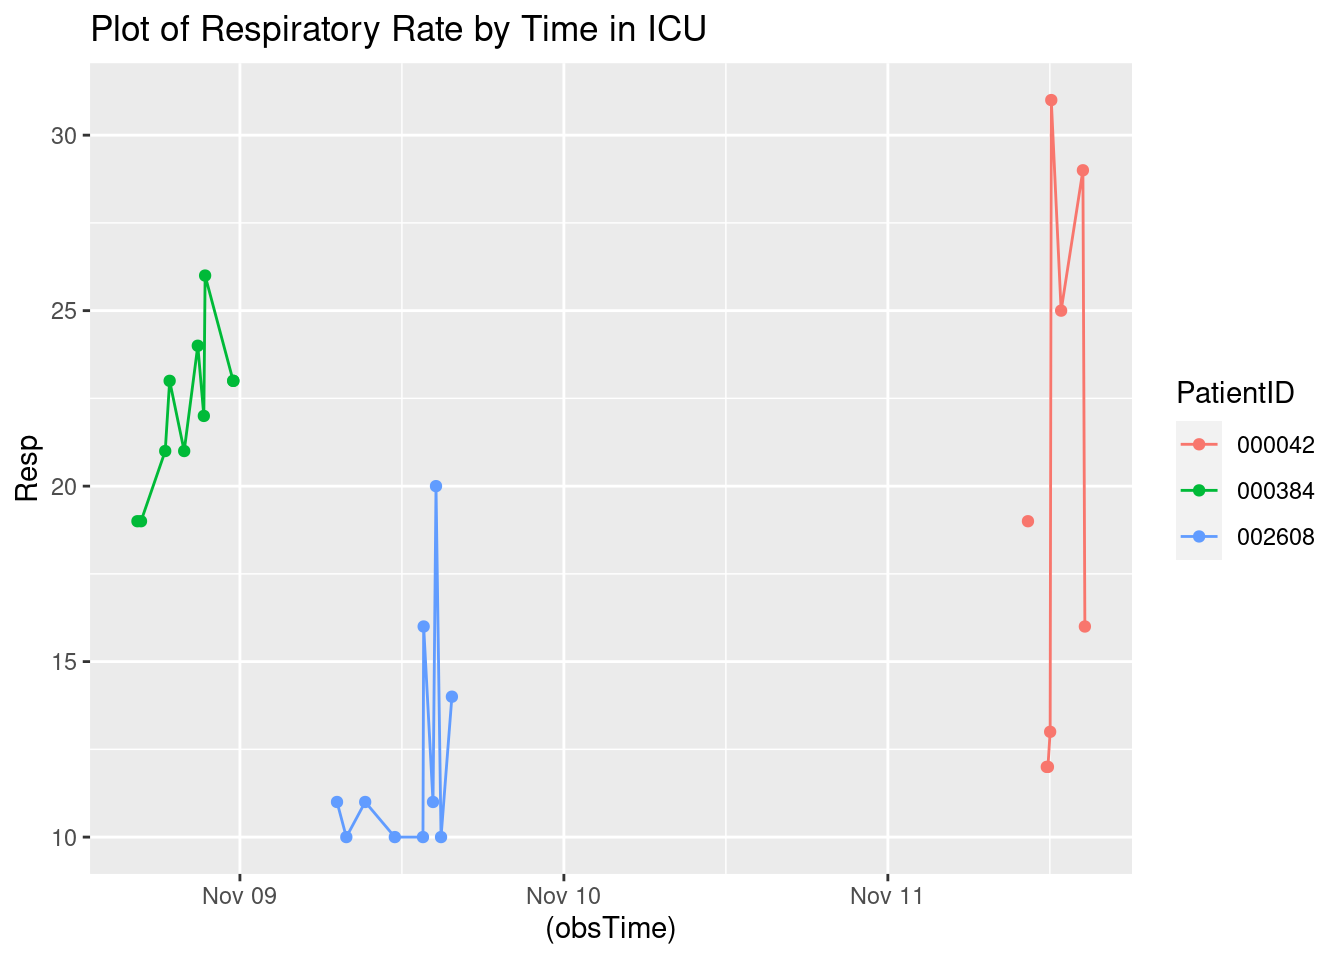 Plot of Respiratory Rate by Time in ICU
30
25
20
15
10
Resp
Nov 09
Nov 10
Nov 11
(obsTime)
PatientID
000042
000384
002608